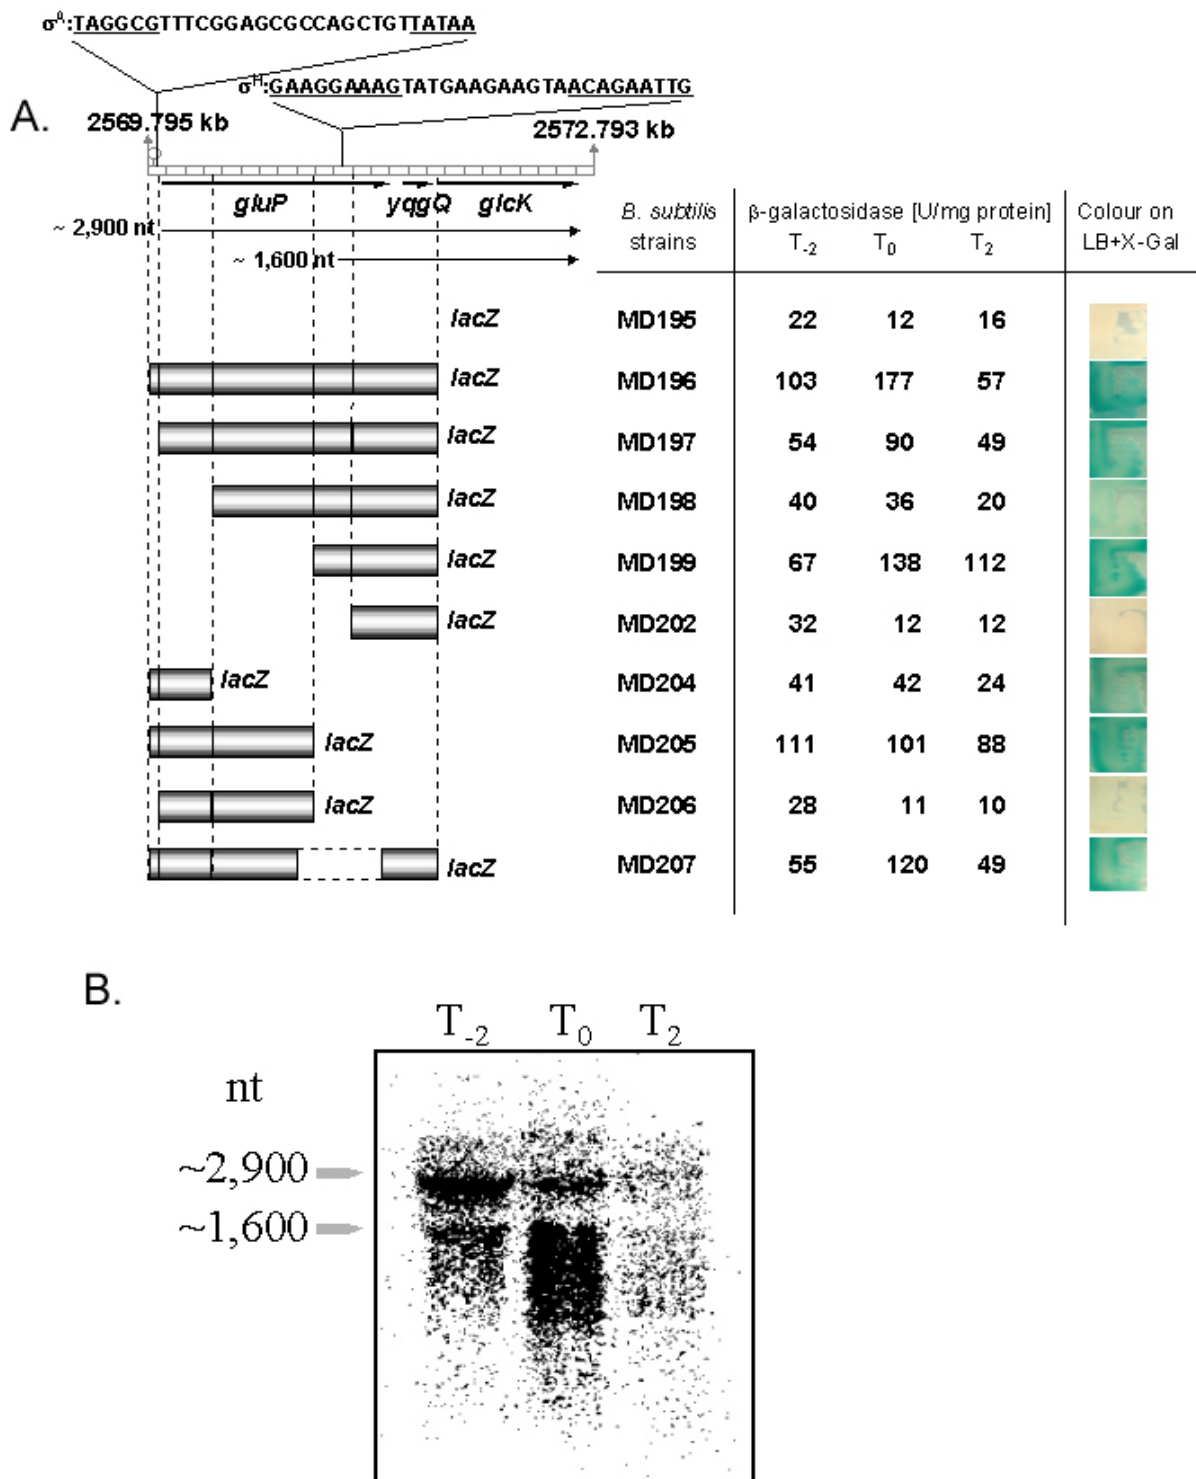 σA:TAGGCGTTTCGGAGCGCCAGCTGTTATAA
σH:GAAGGAAAGTATGAAGAAGTAACAGAATTG
A.
2569.795 kb
2572.793 kb
gluP yqgQ glcK
~ 2,900 nt
~ 1,600 nt
B. subtilis strains β-galactosidase [U/mg protein] Colour on LB+X-Gal
T-2 T0 T2
lacZ MD195 22 12 16
lacZ MD196 103 177 57
lacZ MD197 54 90 49
lacZ MD198 40 36 20
lacZ MD199 67 138 112
lacZ MD202 32 12 12
lacZ MD204 41 42 24
lacZ MD205 111 101 88
lacZ MD206 28 11 10
lacZ MD207 55 120 49
B.
T-2 T0 T2
nt
~2,900
~1,600